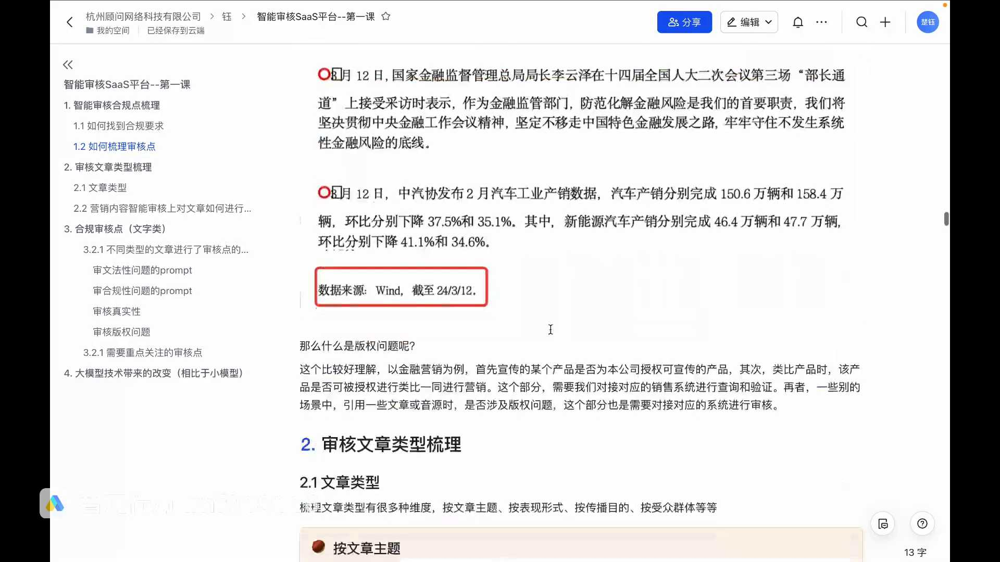 杭州顾问网络科技有限公司 > 钰 > 智能审核SaaS平台--第一课
我的空间 已经保存到云端
分享 编辑 楚钰
智能审核SaaS平台--第一课
1. 智能审核合规点梳理
1.1 如何找到合规要求
1.2 如何梳理审核点
2. 审核文章类型梳理
2.1 文章类型
2.2 营销内容智能审核上对文章如何进行...
3. 合规审核点（文字类）
3.2.1 不同类型的文章进行了审核点的...
审文法性问题的prompt
审合规性问题的prompt
审核真实性
审核版权问题
3.2.1 需要重点关注的审核点
4. 大模型技术带来的改变（相比于小模型）
3月 12 日，国家金融监督管理总局局长李云泽在十四届全国人大二次会议第三场“部长通
道”上接受采访时表示，作为金融监管部门，防范化解金融风险是我们的首要职责，我们将
坚决贯彻中央金融工作会议精神，坚定不移走中国特色金融发展之路，牢牢守住不发生系统
性金融风险的底线。
3月 12 日，中汽协发布 2 月汽车工业产销数据，汽车产销分别完成 150.6 万辆和 158.4 万
辆，环比分别下降 37.5%和 35.1%。其中，新能源汽车产销分别完成 46.4 万辆和 47.7 万辆，
环比分别下降 41.1%和 34.6%。
数据来源：Wind，截至 24/3/12。
那么什么是版权问题呢？
这个比较好理解，以金融营销为例，首先宣传的某个产品是否为本公司授权可宣传的产品，其次，类比产品时，该产
品是否可被授权进行类比一同进行营销。这个部分，需要我们对接对应的销售系统进行查询和验证。再者，一些别的
场景中，引用一些文章或音源时，是否涉及版权问题，这个部分也是需要对接对应的系统进行审核。
2. 审核文章类型梳理
2.1 文章类型
梳理文章类型有很多种维度，按文章主题、按表现形式、按传播目的、按受众群体等等
按文章主题
13 字